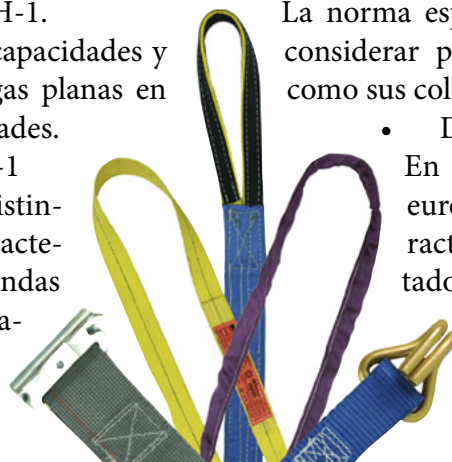 H-1.
capacidades y
gas planas en
ades.
-1
istin-
acte-
ndas
a-
La norma esp
considerar p
como sus col
• D
En
euro
ract
tado